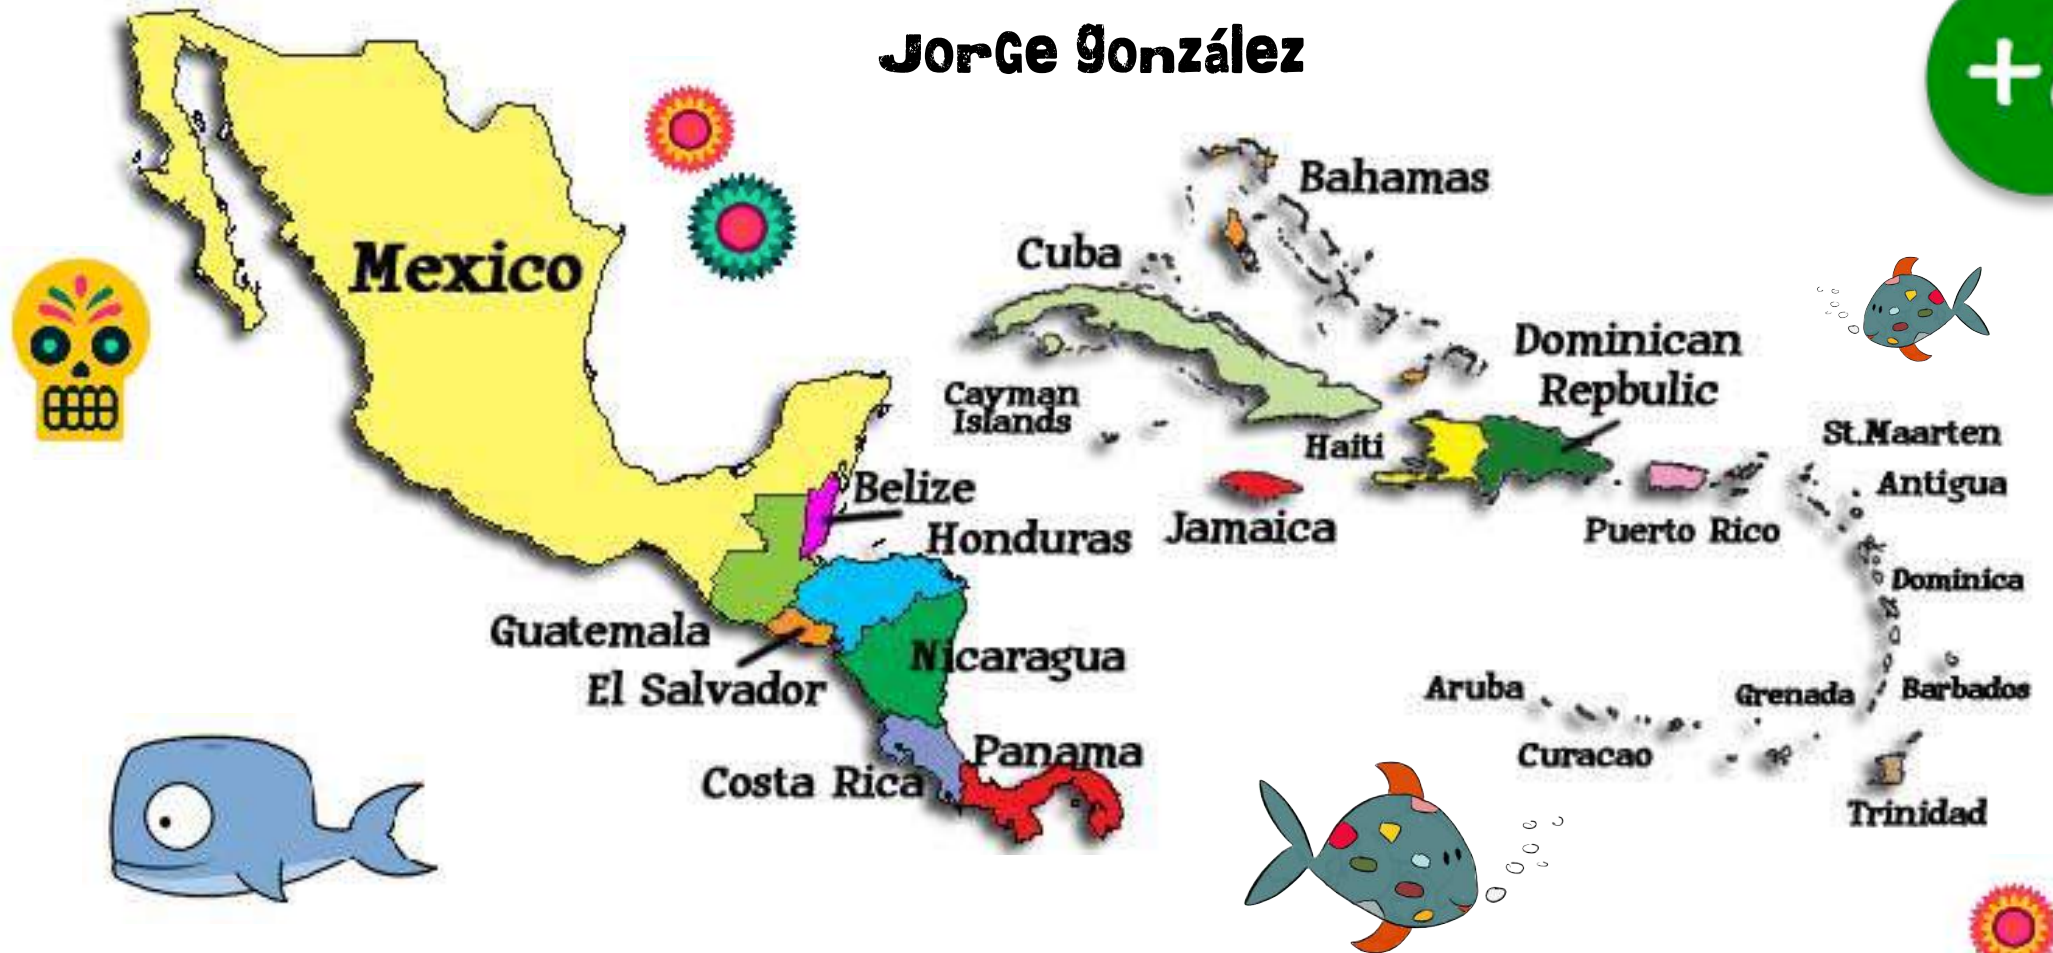 Jorge González
+
Bahamas
Mexico
Cuba
Dominican
Repbulic
Cayman
Islands
St.Maarten
Haiti
Belize
Antigua
Jamaica
Puerto Rico
Honduras
Dominica
Guatemala
Nicaragua
El Salvador
Aruba
Grenada
Barbados
Panama
Curacao
Costa Rica
Trinidad